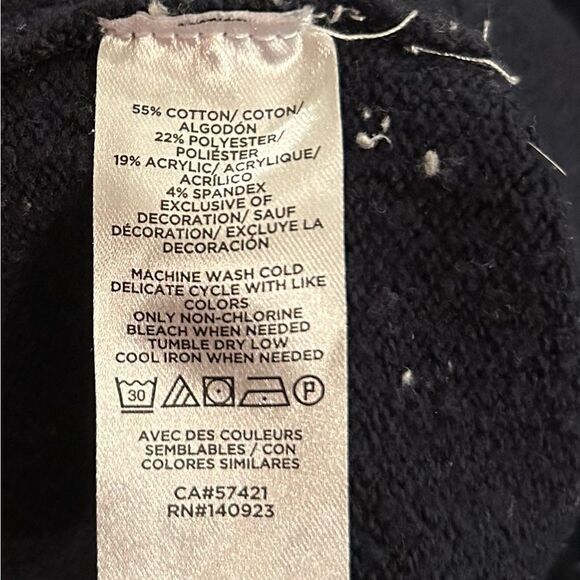 55% COTTON/ COTON/
ALGODÓN
22% POLYESTER/
POLIÉSTER
19% ACRYLIC/ ACRYLIQUE/
ACRÍLICO
4% SPANDEX
EXCLUSIVE OF
DECORATION/ SAUF
DÉCORATION/ EXCLUYE LA
DECORACIÓN
MACHINE WASH COLD
DELICATE CYCLE WITH LIKE
COLORS
ONLY NON-CHLORINE
BLEACH WHEN NEEDED
TUMBLE DRY LOW
COOL IRON WHEN NEEDED
30 P
AVEC DES COULEURS
SEMBLABLES / CON
COLORES SIMILARES
CA#57421
RN#140923